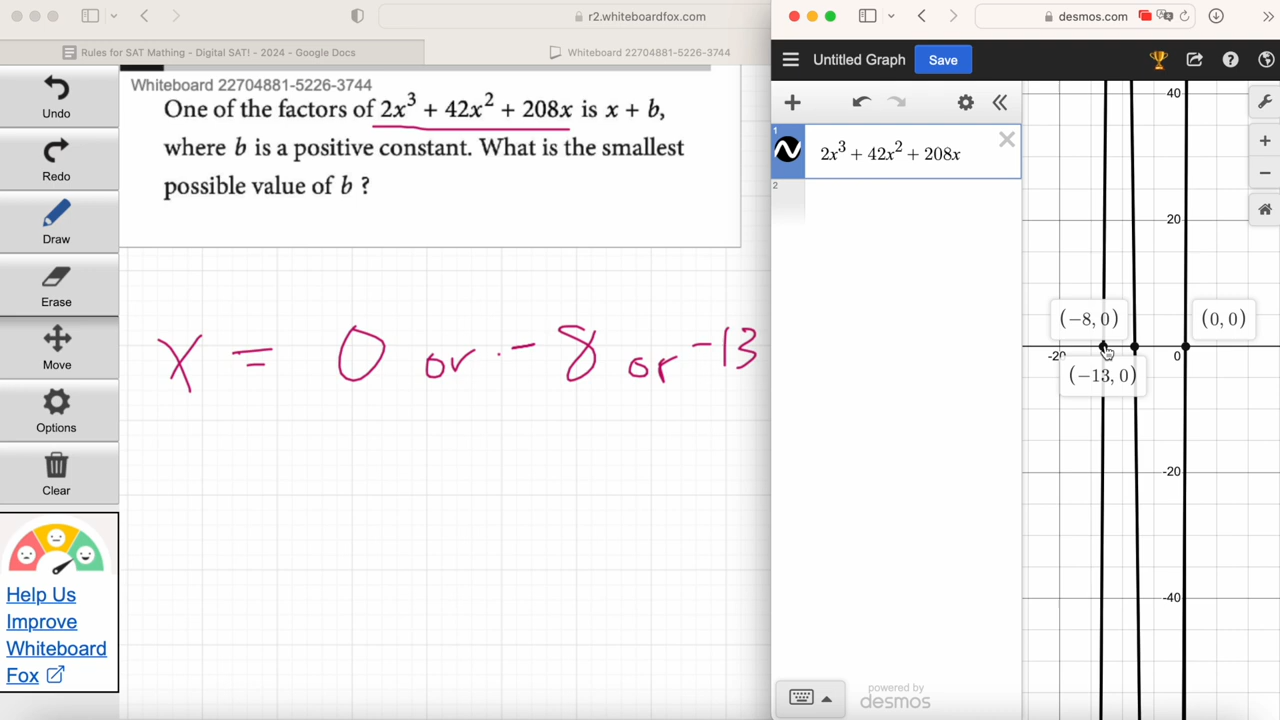 r2.whiteboardfox.com
desmos.com
Rules for SAT Mathing - Digital SAT! - 2024 - Google Docs
Whiteboard 22704881-5226-3744
Untitled Graph
Save
Undo
Redo
Draw
Erase
Move
Options
Clear
Help Us
Improve
Whiteboard
Fox
Whiteboard 22704881-5226-3744
One of the factors of 2x³ + 42x² + 208x is x + b,
where b is a positive constant. What is the smallest
possible value of b ?
x = 0 or - 8 or -13
1
2x³ + 42x² + 208x
2
40
20
(−8, 0)
(0, 0)
-20
0
(−13, 0)
-20
-40
powered by
desmos